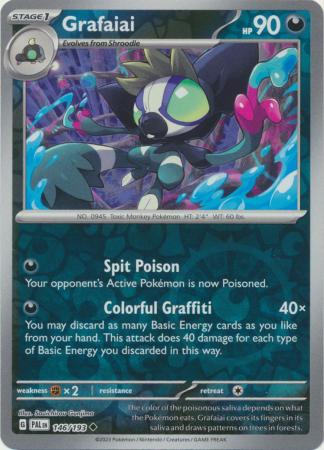 STAGE 1
Grafaiai
HP 90
Evolves from Shroodle
NO. 0945 Toxic Monkey Pokémon HT: 2'4" WT: 60 lbs.
Spit Poison
Your opponent's Active Pokémon is now Poisoned.
Colorful Graffiti 40×
You may discard as many Basic Energy cards as you like
from your hand. This attack does 40 damage for each
type of Basic Energy you discarded in this way.
weakness ×2 resistance retreat
Illus. Souichirou Gunjima
G PAL EN 146/193
The color of the poisonous saliva depends on what
the Pokémon eats. Grafaiai covers its fingers in its
saliva and draws patterns on trees in forests.
©2023 Pokémon / Nintendo / Creatures / GAME FREAK